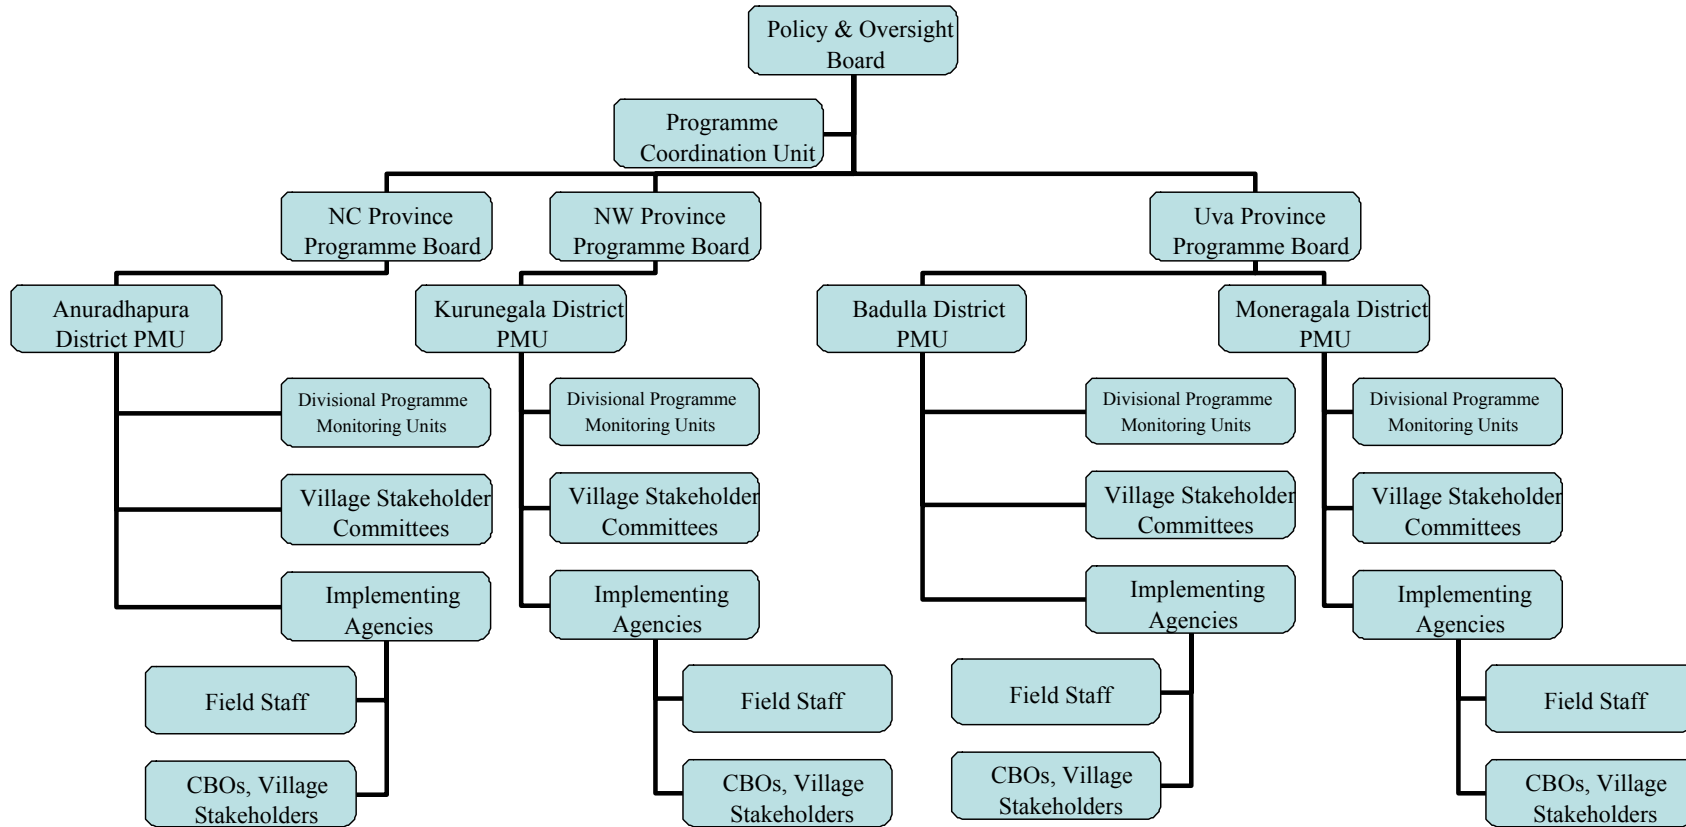 Policy & Oversight
Board
Programme
Coordination Unit
NC Province
Programme Board
NW Province
Programme Board
Uva Province
Programme Board
Anuradhapura
District PMU
Kurunegala District
PMU
Badulla District
PMU
Moneragala District
PMU
Divisional Programme
Monitoring Units
Divisional Programme
Monitoring Units
Divisional Programme
Monitoring Units
Divisional Programme
Monitoring Units
Village Stakeholder
Committees
Village Stakeholder
Committees
Village Stakeholder
Committees
Village Stakeholder
Committees
Implementing
Agencies
Implementing
Agencies
Implementing
Agencies
Implementing
Agencies
Field Staff
Field Staff
Field Staff
Field Staff
CBOs, Village
Stakeholders
CBOs, Village
Stakeholders
CBOs, Village
Stakeholders
CBOs, Village
Stakeholders